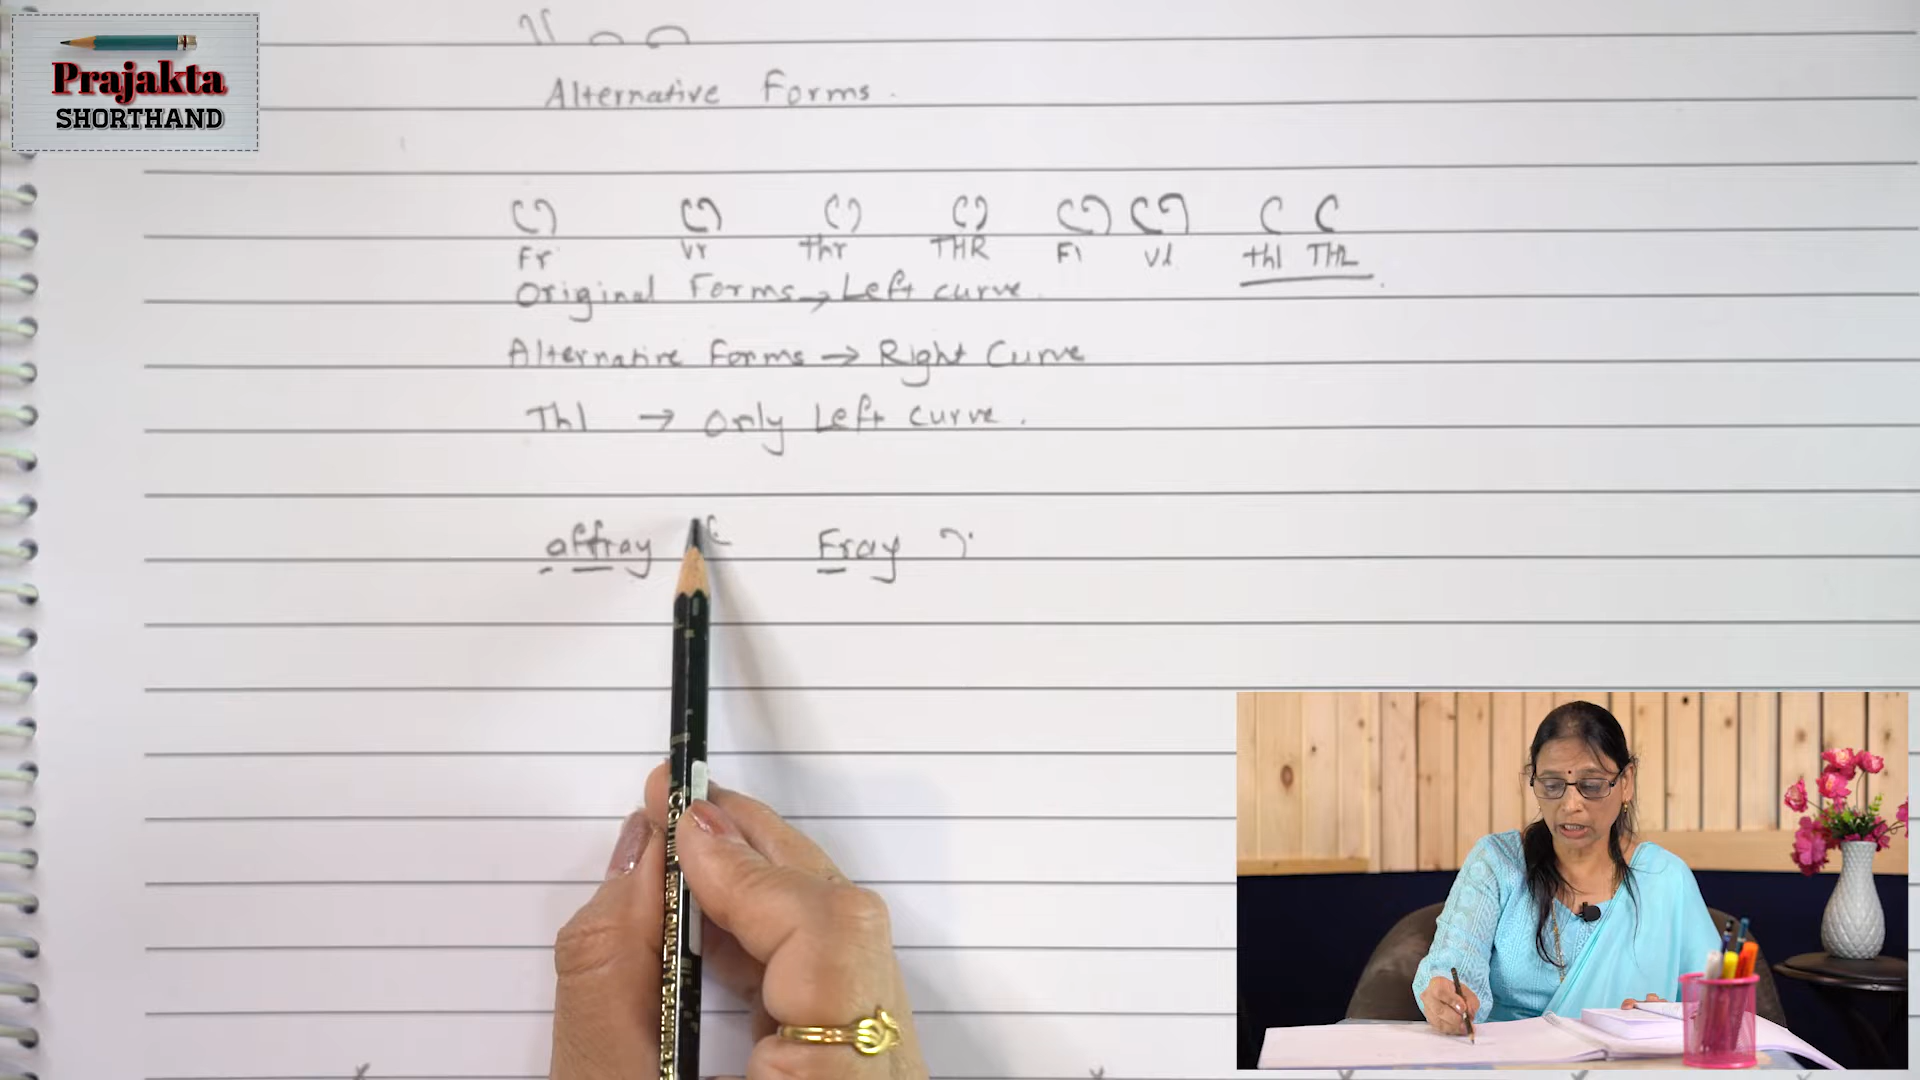 Prajakta
SHORTHAND
Alternative Forms.
Fr Vr thr THR Fl Vl thl THL
Original Forms → Left curve.
Alternative Forms → Right Curve
Thl → Only Left curve.
affray Fray